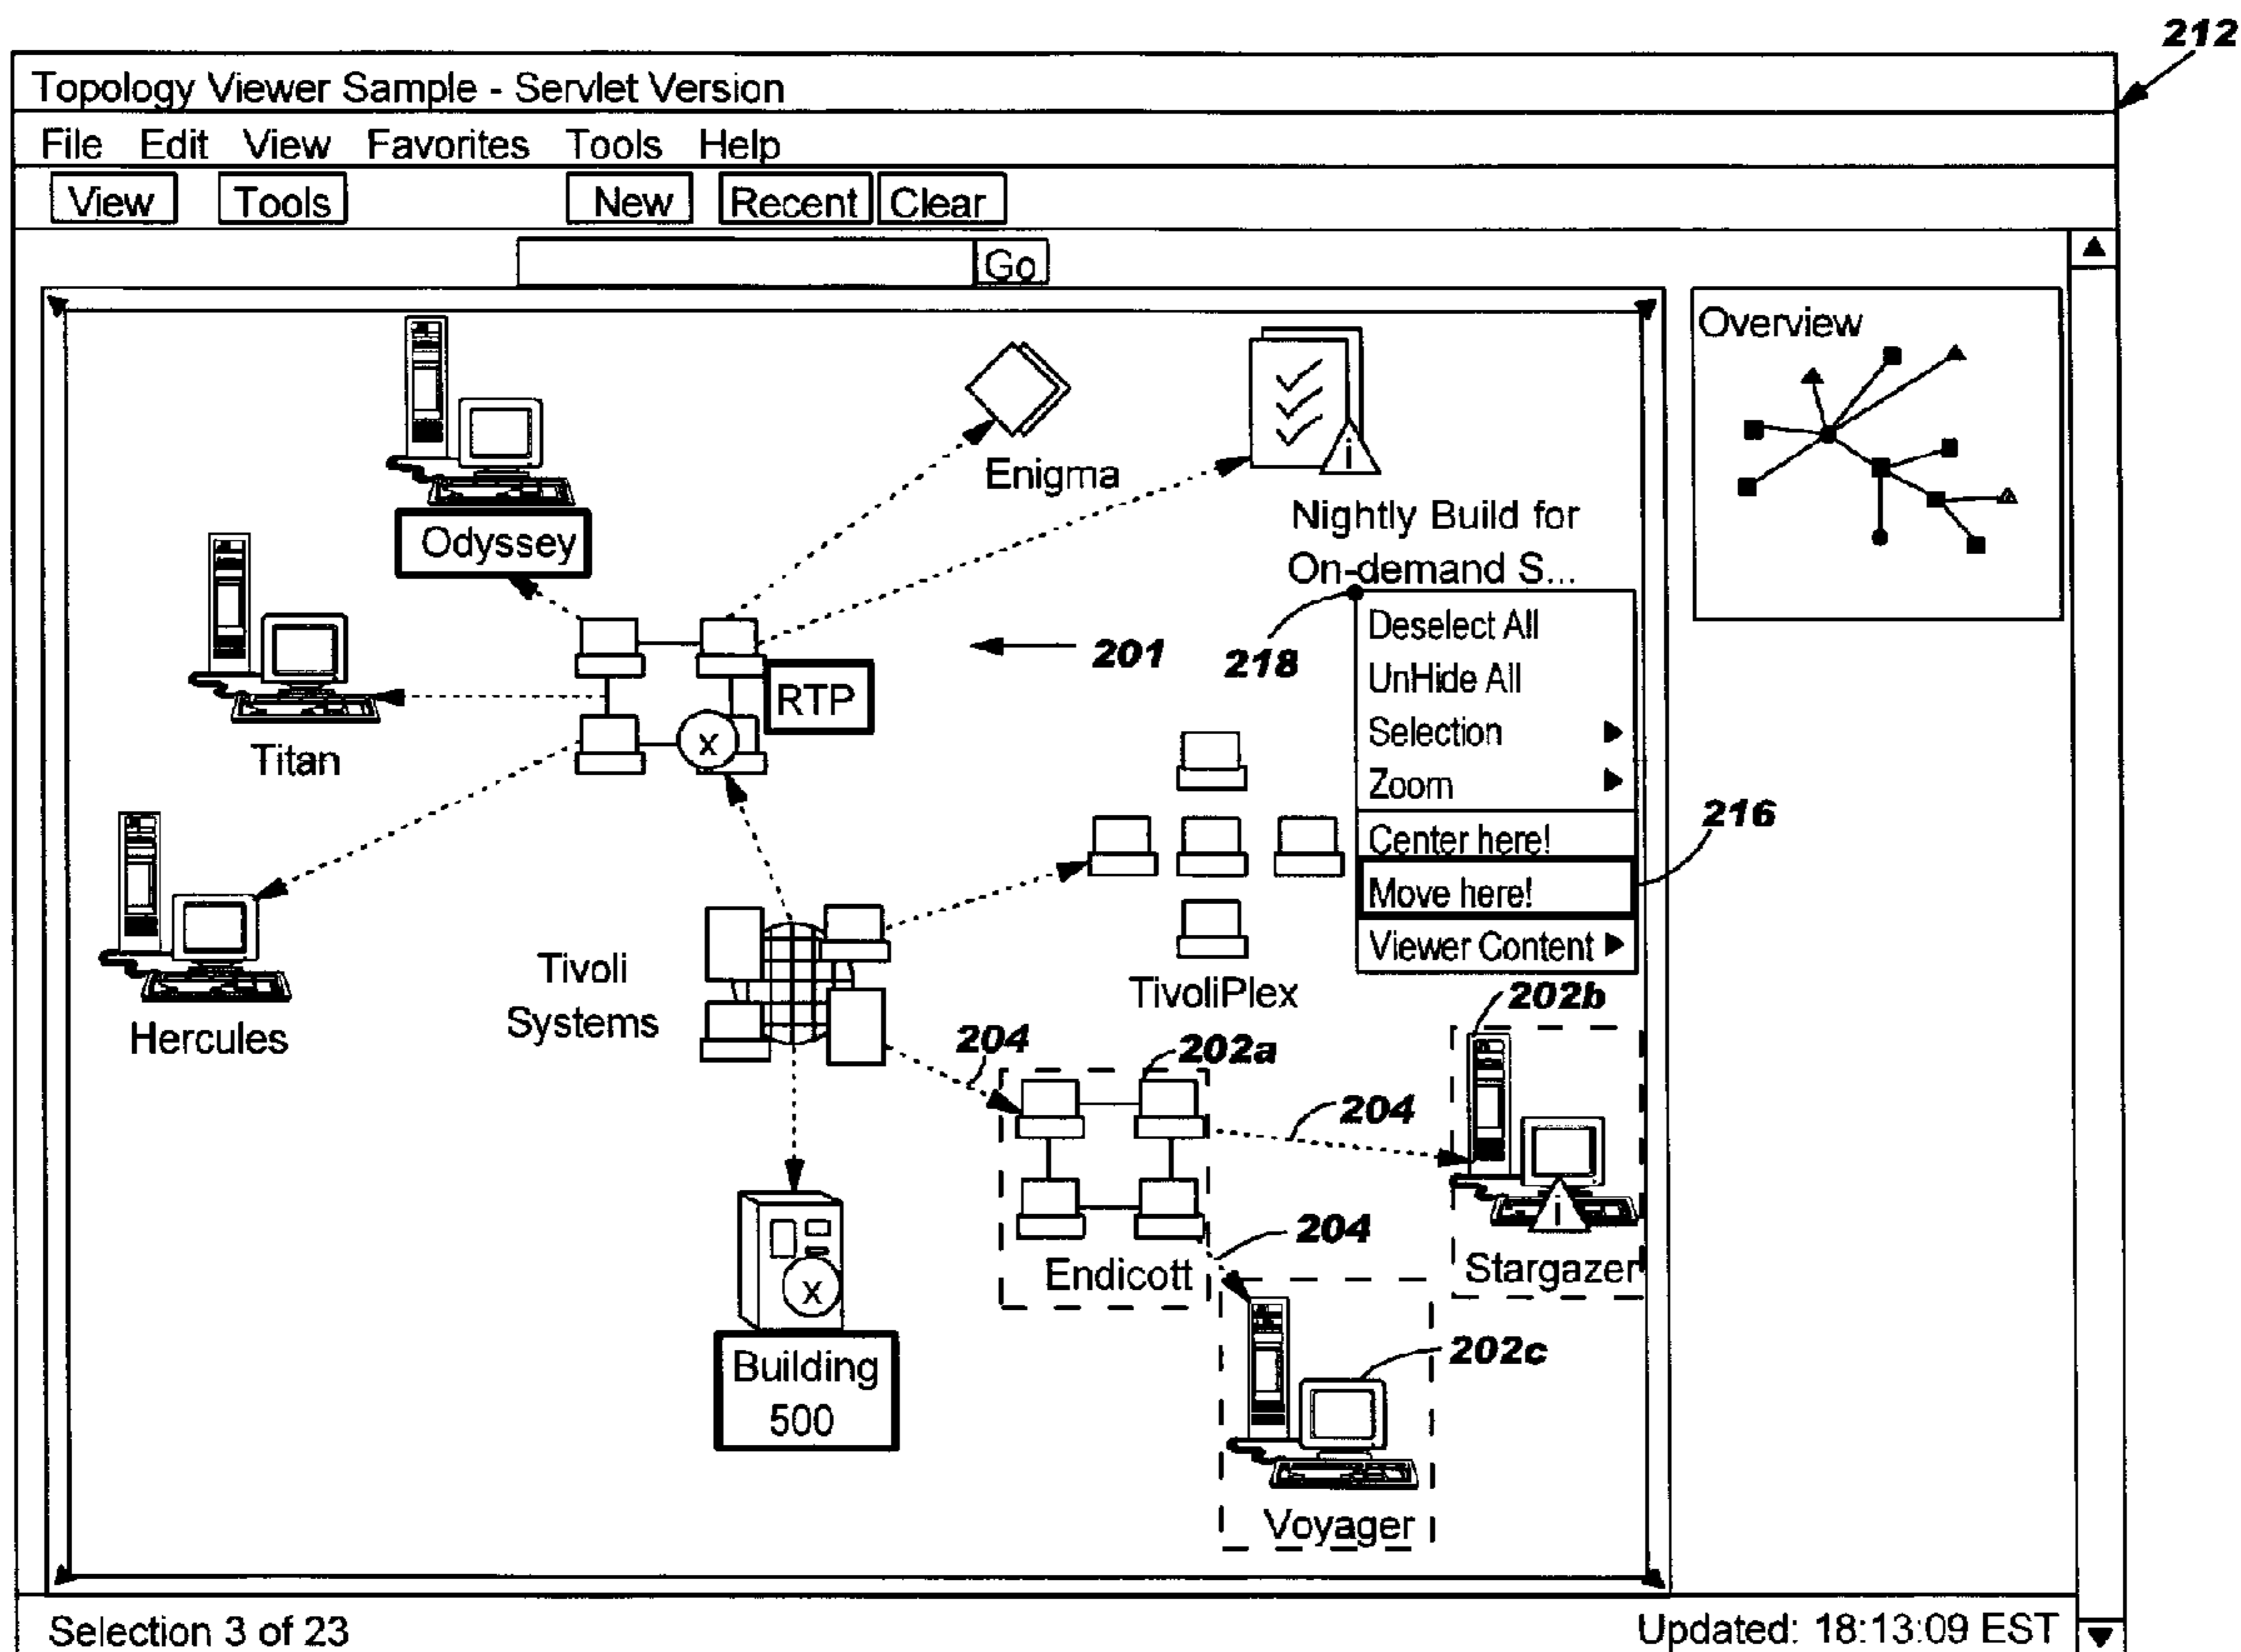 212
Topology Viewer Sample - Servlet Version
File Edit View Favorites Tools Help
View Tools New Recent Clear
Go
Overview
Enigma
Nightly Build for
On-demand S...
Odyssey
218
Deselect All
UnHide All
Selection
Zoom
Center here!
Move here!
Viewer Content
216
201
RTP
x
Titan
Hercules
Tivoli
Systems
TivoliPlex
204
202a
202b
204
204
i
i
Stargazer
Endicott
x
Building
500
202c
Voyager
Selection 3 of 23
Updated: 18:13:09 EST